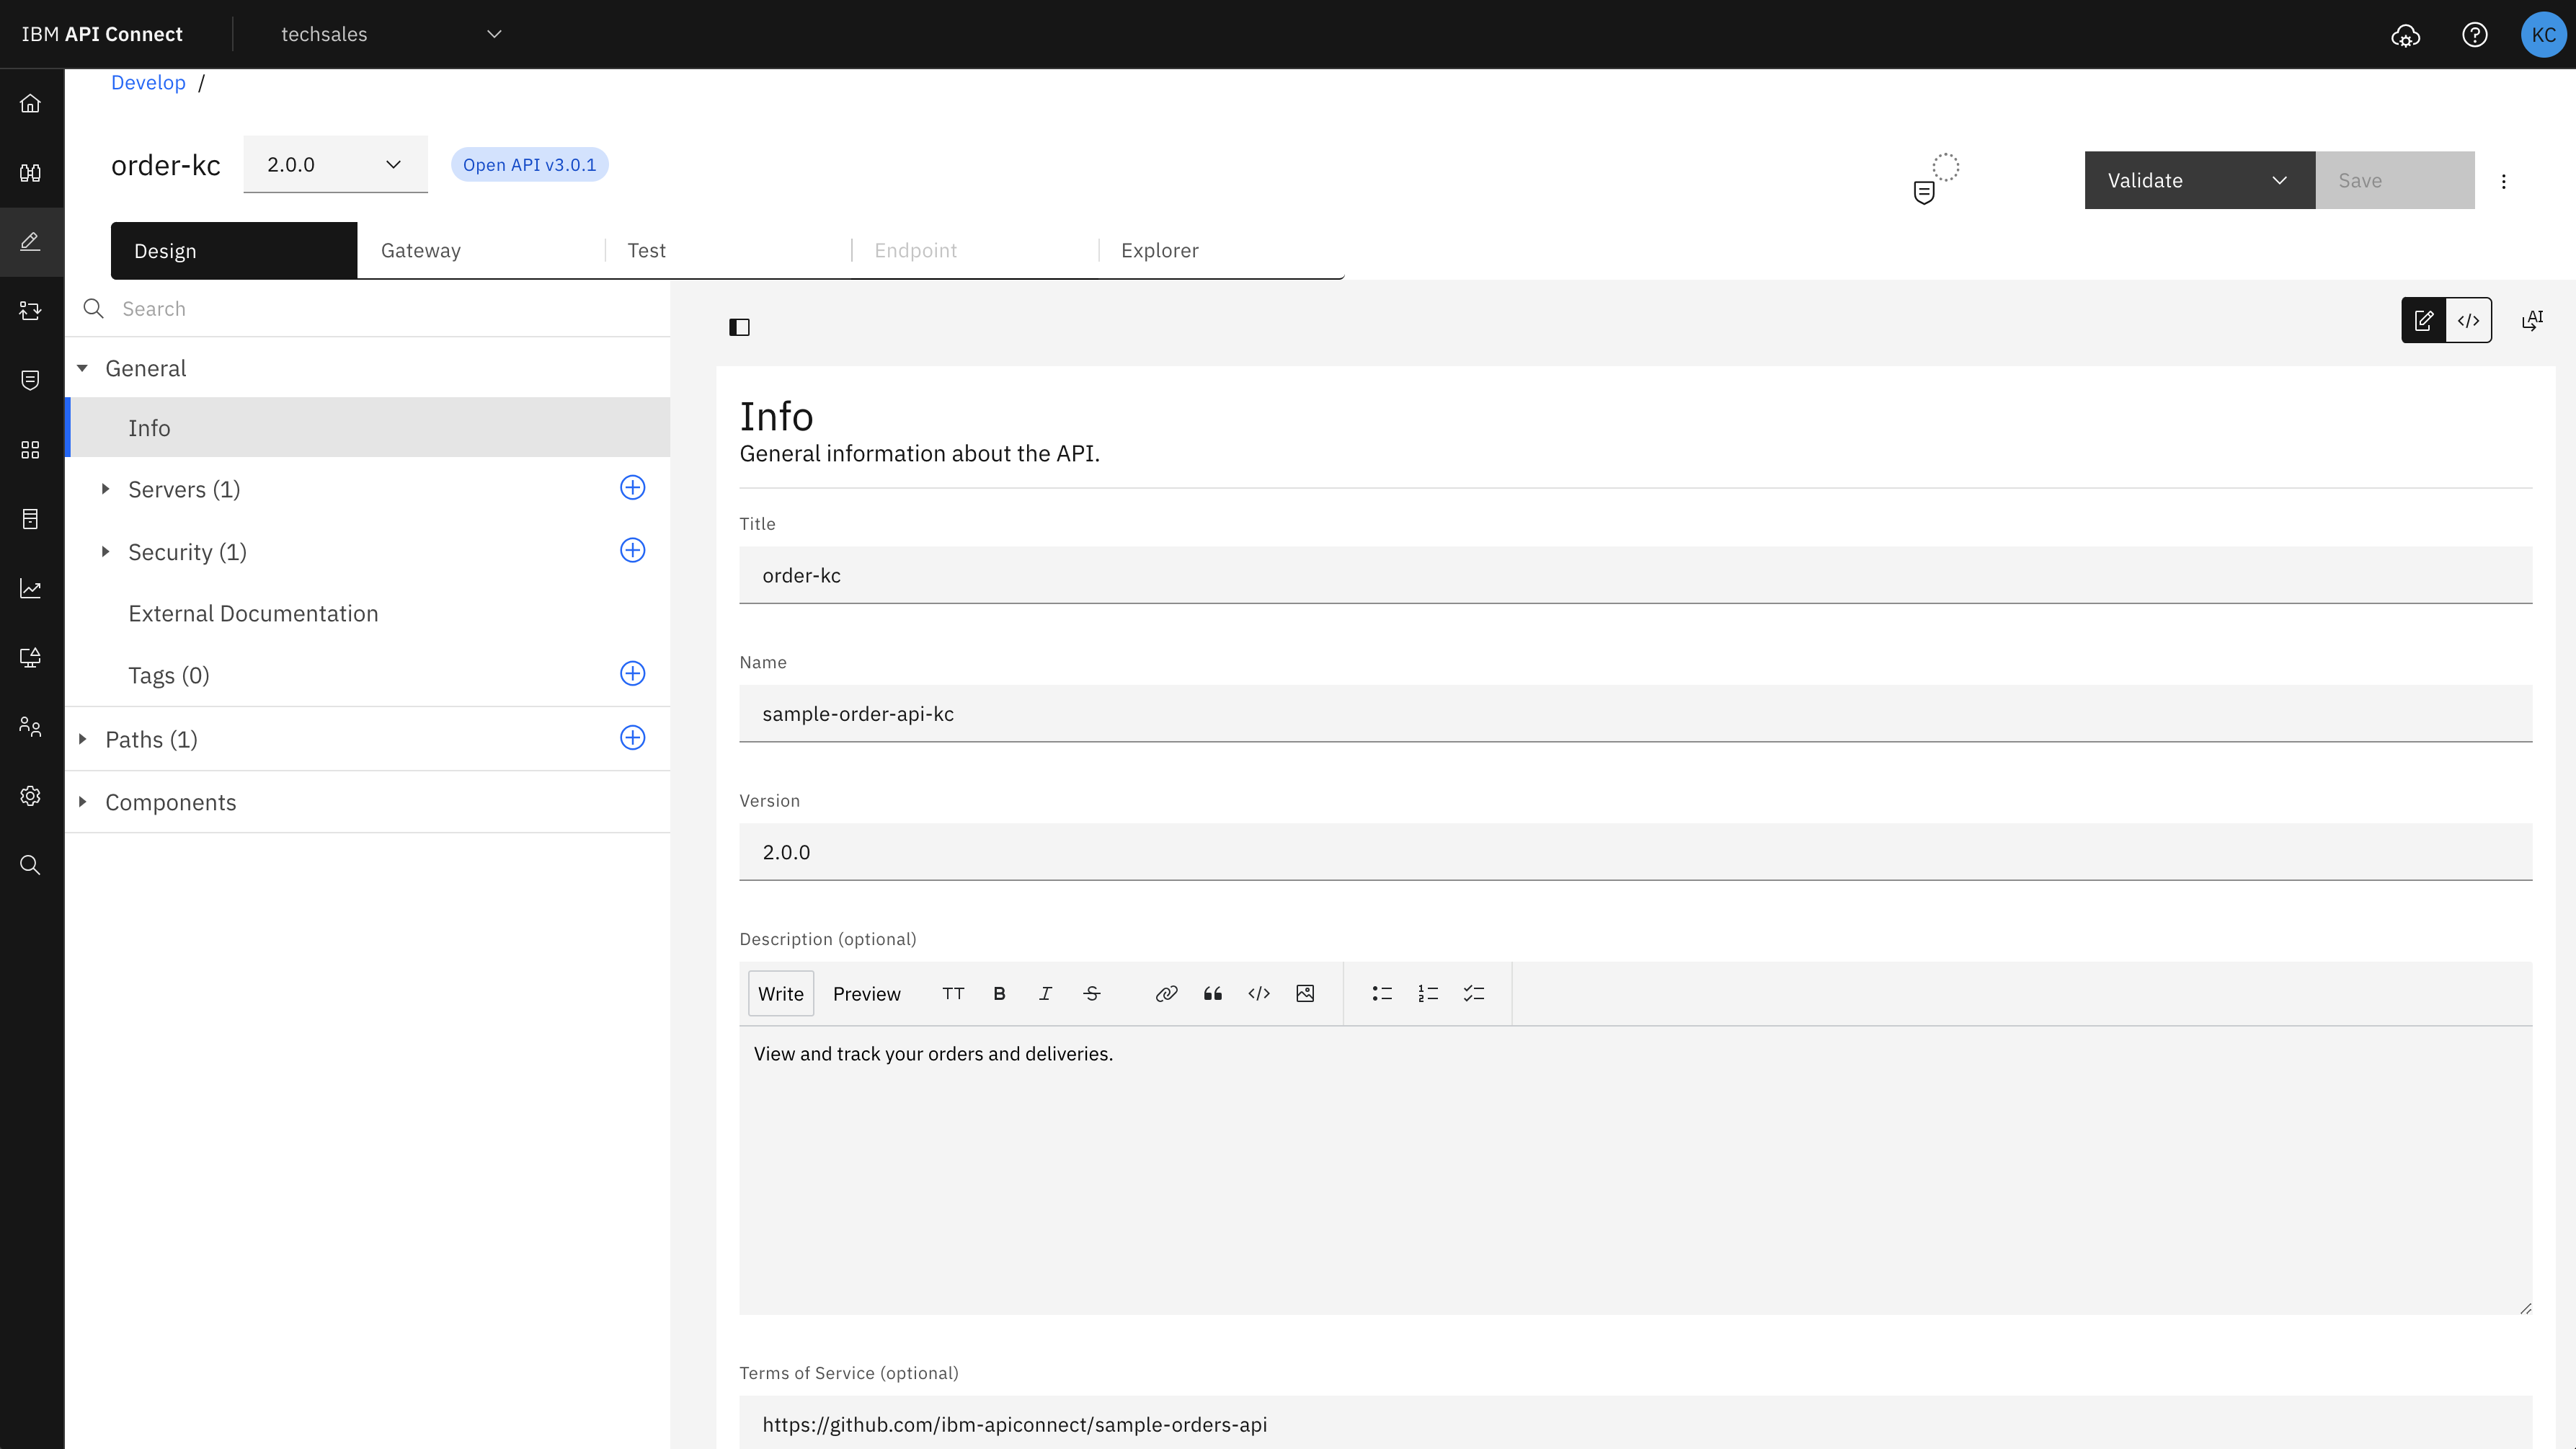 IBM API Connect
techsales
KC
Develop /
order-kc
2.0.0
Open API v3.0.1
Validate
Save
Design
Gateway
Test
Endpoint
Explorer
Search
General
Info
Servers (1)
Security (1)
External Documentation
Tags (0)
Paths (1)
Components
AI
Info
General information about the API.
Title
order-kc
Name
sample-order-api-kc
Version
2.0.0
Description (optional)
Write
Preview
View and track your orders and deliveries.
Terms of Service (optional)
https://github.com/ibm-apiconnect/sample-orders-api